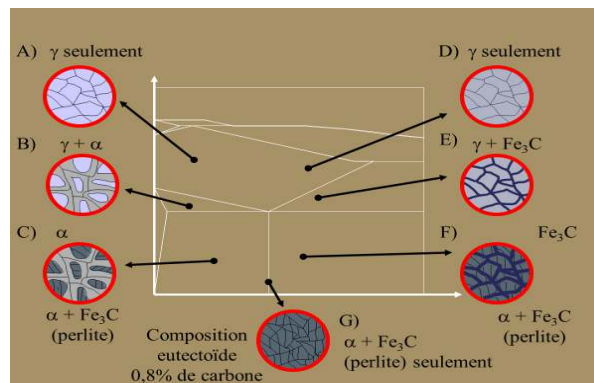 A) γ seulement
D) γ seulement
B) γ + α
E) γ + Fe₃C
C) α
F) Fe₃C
α + Fe₃C
(perlite)
α + Fe₃C
(perlite)
G)
α + Fe₃C
(perlite) seulement
Composition
eutectoïde
0,8% de carbone